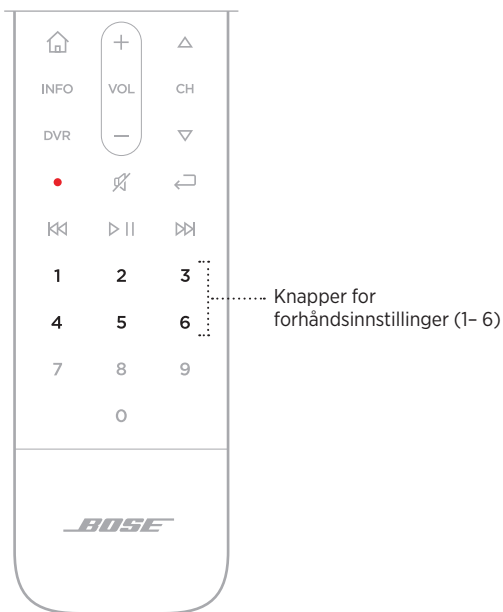 INFO VOL CH
DVR
1 2 3
Knapper for
forhåndsinnstillinger (1– 6)
4 5 6
7 8 9
0
BOSE